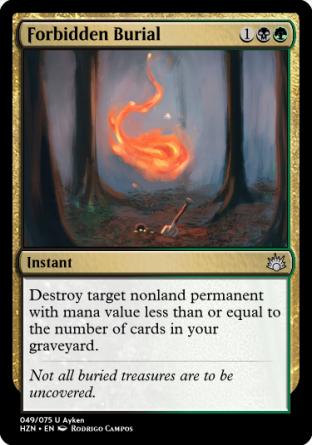 Forbidden Burial 1
Instant
Destroy target nonland permanent
with mana value less than or equal to
the number of cards in your
graveyard.
Not all buried treasures are to be
uncovered.
049/075 U Ayken
HZN • EN Rodrigo Campos